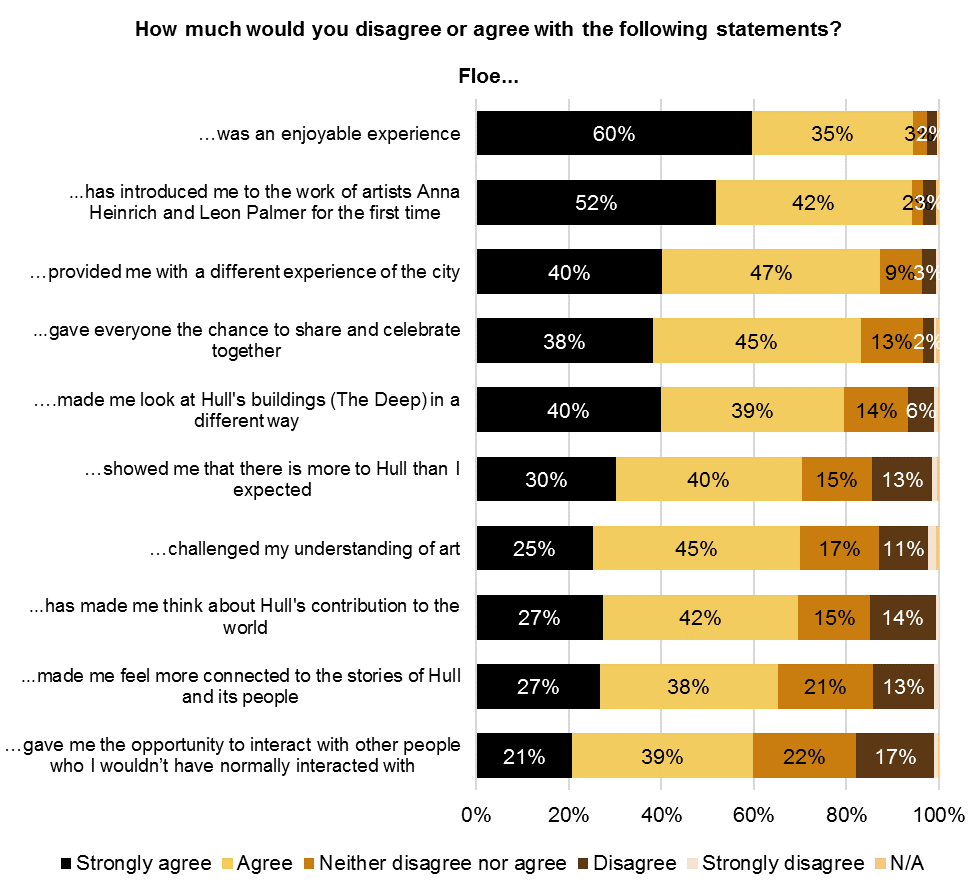 How much would you disagree or agree with the following statements?
Floe...
…was an enjoyable experience
60% 35% 3% 2%
...has introduced me to the work of artists Anna
Heinrich and Leon Palmer for the first time
52% 42% 2% 3%
…provided me with a different experience of the city
40% 47% 9% 3%
...gave everyone the chance to share and celebrate
together
38% 45% 13% 2%
….made me look at Hull's buildings (The Deep) in a
different way
40% 39% 14% 6%
…showed me that there is more to Hull than I
expected
30% 40% 15% 13%
…challenged my understanding of art
25% 45% 17% 11%
...has made me think about Hull's contribution to the
world
27% 42% 15% 14%
...made me feel more connected to the stories of Hull
and its people
27% 38% 21% 13%
…gave me the opportunity to interact with other people
who I wouldn’t have normally interacted with
21% 39% 22% 17%
0% 20% 40% 60% 80% 100%
Strongly agree Agree Neither disagree nor agree Disagree Strongly disagree N/A